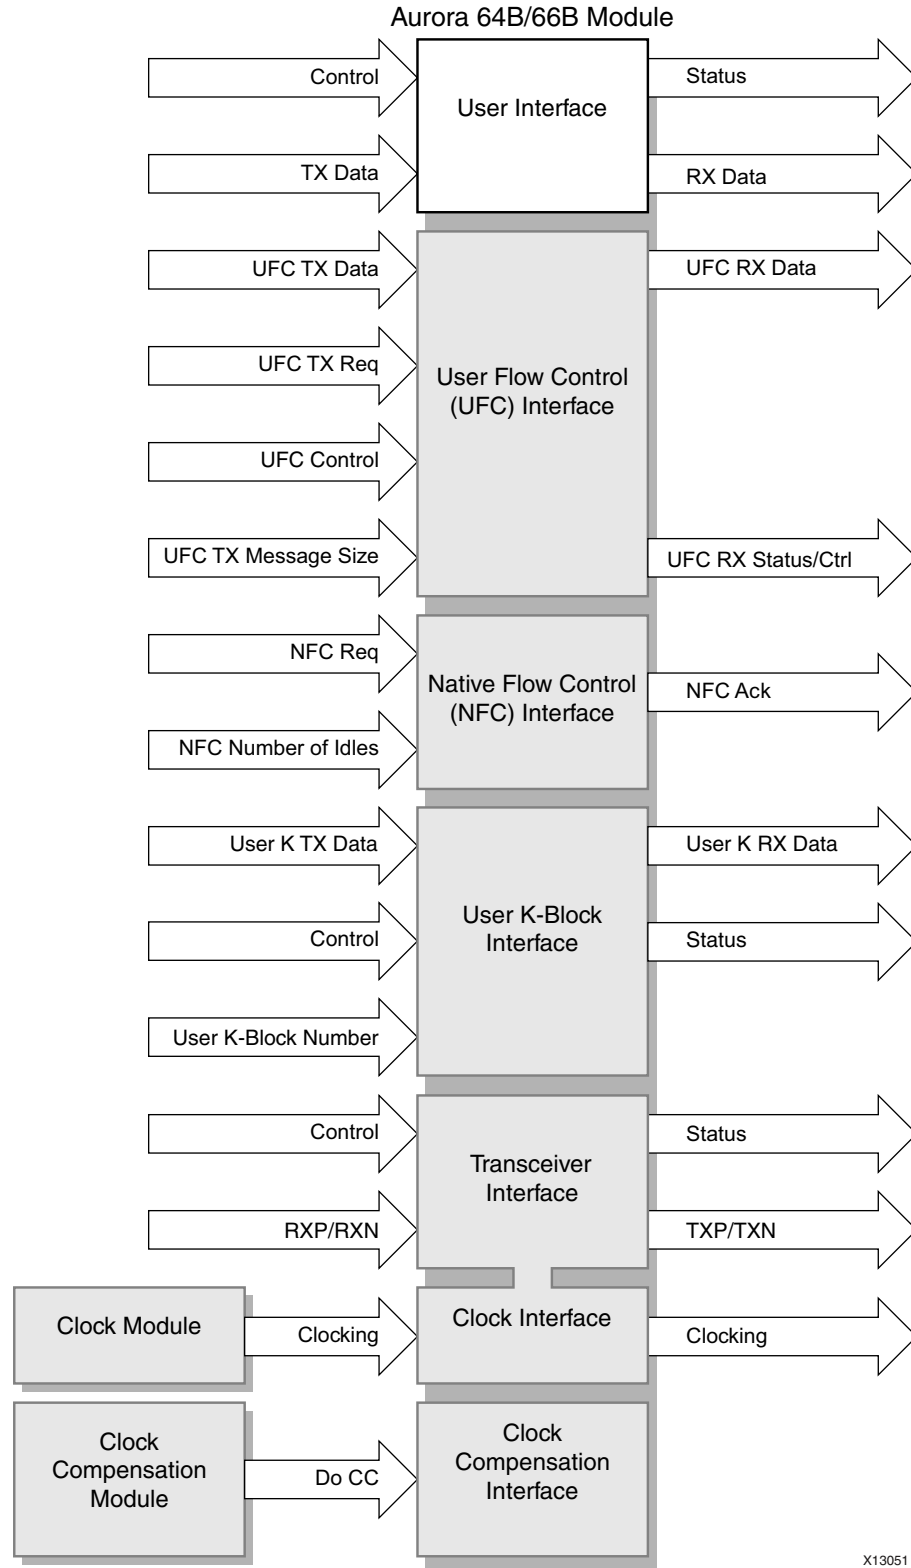 Aurora 64B/66B Module
Control
User Interface
Status
TX Data
RX Data
UFC TX Data
UFC RX Data
UFC TX Req
User Flow Control
(UFC) Interface
UFC Control
UFC TX Message Size
UFC RX Status/Ctrl
NFC Req
Native Flow Control
(NFC) Interface
NFC Ack
NFC Number of Idles
User K TX Data
User K RX Data
User K-Block
Interface
Control
Status
User K-Block Number
Control
Status
Transceiver
Interface
RXP/RXN
TXP/TXN
Clock Module
Clocking
Clock Interface
Clocking
Clock
Compensation
Module
Do CC
Clock
Compensation
Interface
X13051